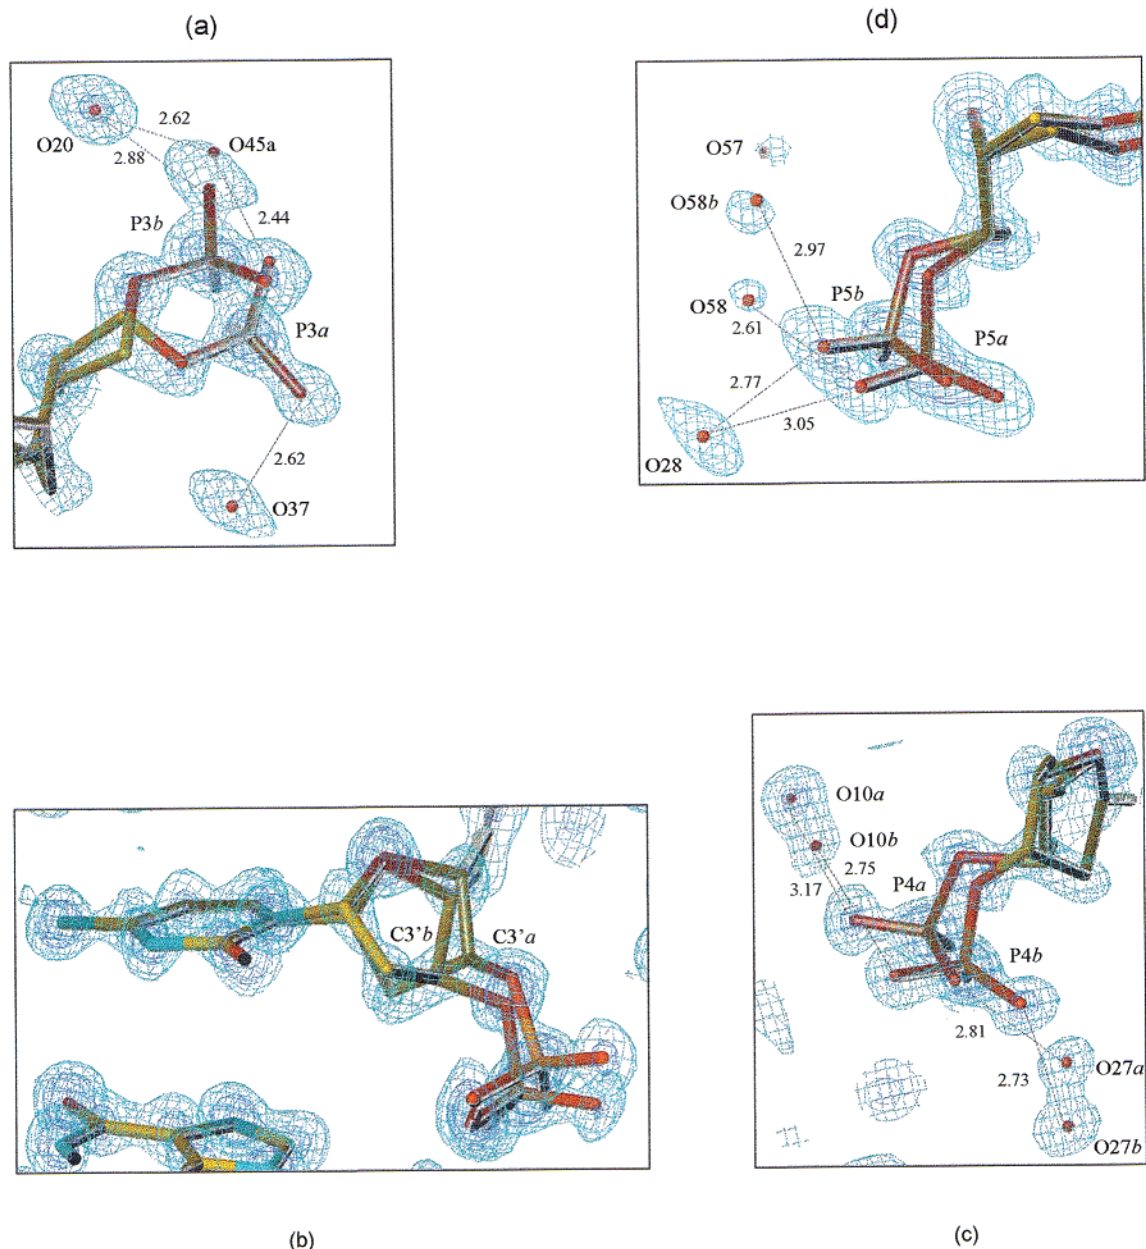 (a)
2.62
O20
O45a
2.88
P3b
2.44
P3a
2.62
O37
(d)
O57
O58b
2.97
P5b
O58
2.61
P5a
2.77
3.05
O28
C3'b
C3'a
(b)
O10a
O10b
2.75
P4a
3.17
P4b
2.81
O27a
2.73
O27b
(c)